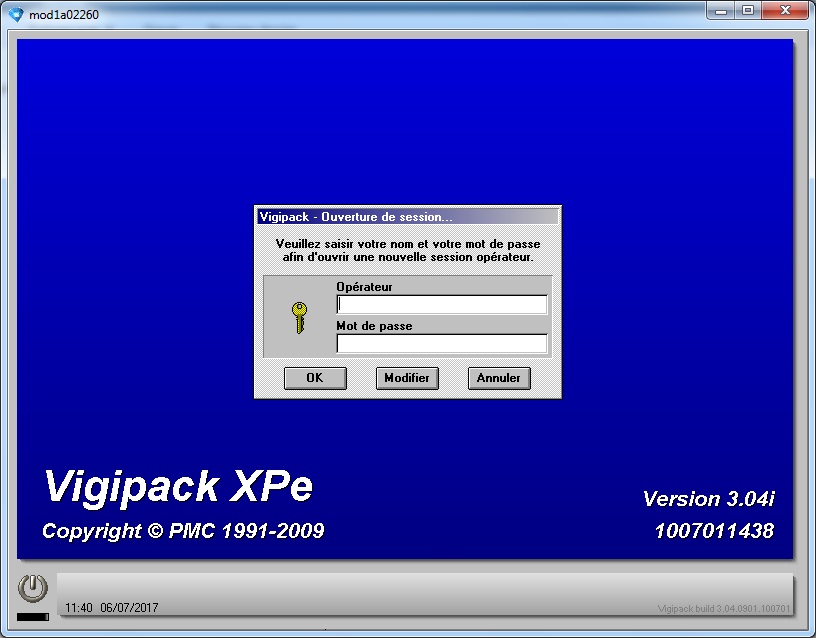 mod1a02260
Vigipack - Ouverture de session...
Veuillez saisir votre nom et votre mot de passe
afin d'ouvrir une nouvelle session opérateur.
Opérateur
Mot de passe
OK Modifier Annuler
Vigipack XPe
Version 3.04i
Copyright © PMC 1991-2009
1007011438
11:40 06/07/2017
Vigipack build 3.04.0901.100701